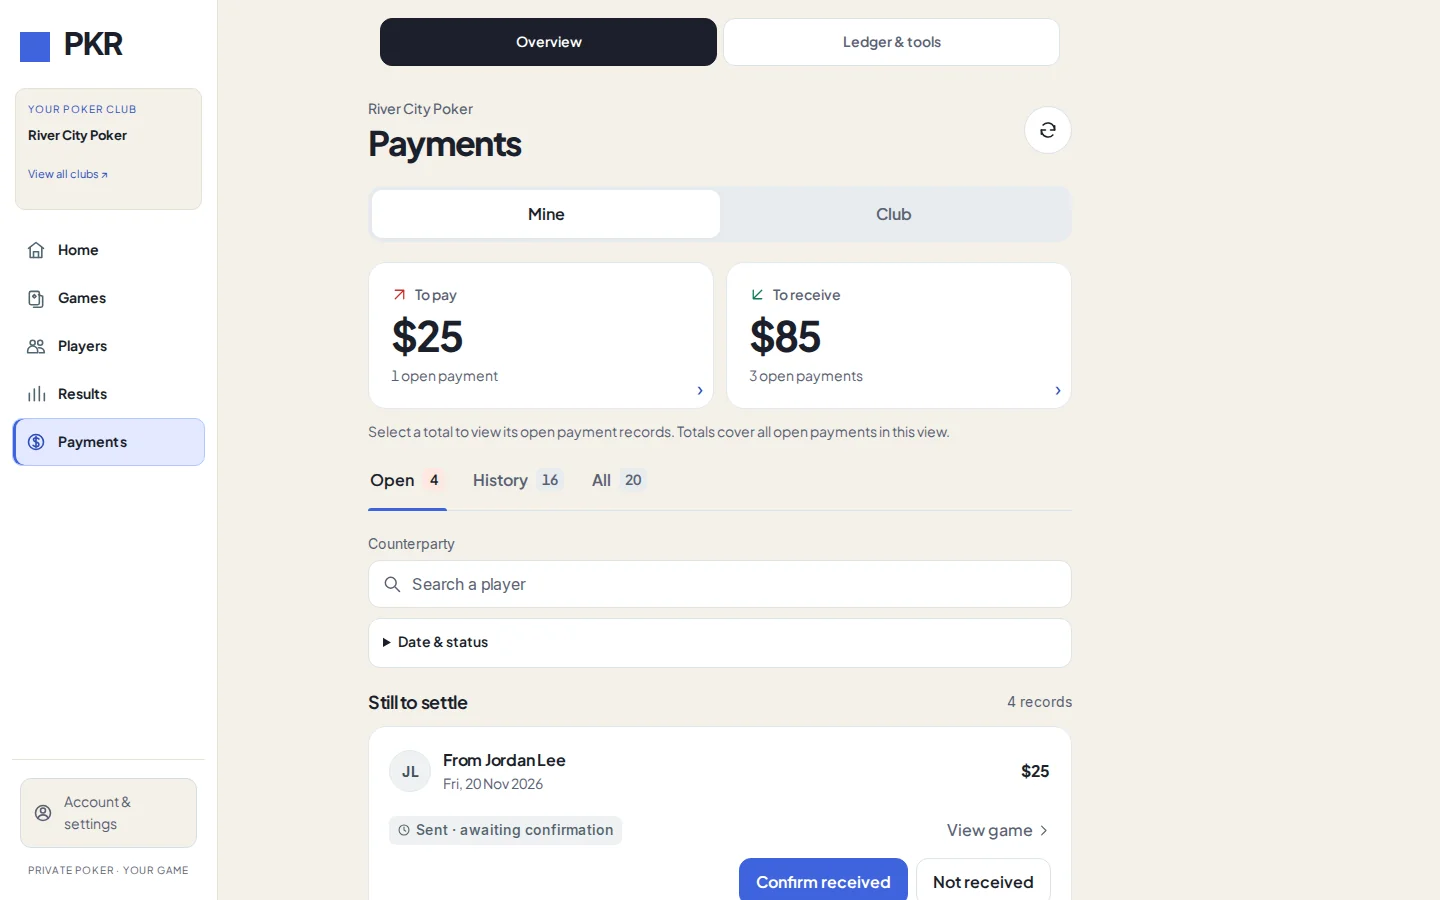 PKR
YOUR POKER CLUB
River City Poker
View all clubs ↗
Home
Games
Players
Results
Payments
Account &
settings
PRIVATE POKER · YOUR GAME
Overview
Ledger & tools
River City Poker
Payments
Mine
Club
To pay
$25
1 open payment
To receive
$85
3 open payments
Select a total to view its open payment records. Totals cover all open payments in this view.
Open 4
History 16
All 20
Counterparty
Search a player
Date & status
Still to settle
4 records
JL
From Jordan Lee
Fri, 20 Nov 2026
$25
Sent · awaiting confirmation
View game
Confirm received
Not received